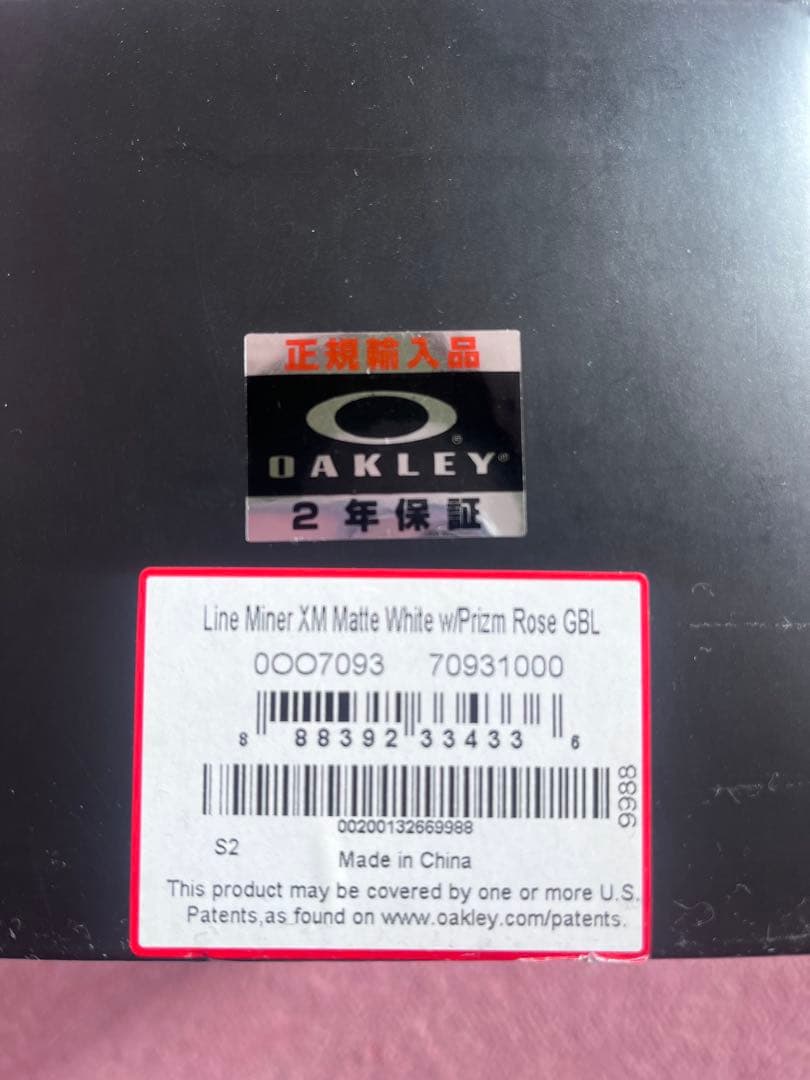 正規輸入品
OAKLEY®
2年保証
Line Miner XM Matte White w/Prizm Rose GBL
0OO7093 70931000
8 88392 33433 6
00200132669988
9988
S2
Made in China
This product may be covered by one or more U.S.
Patents,as found on www.oakley.com/patents.